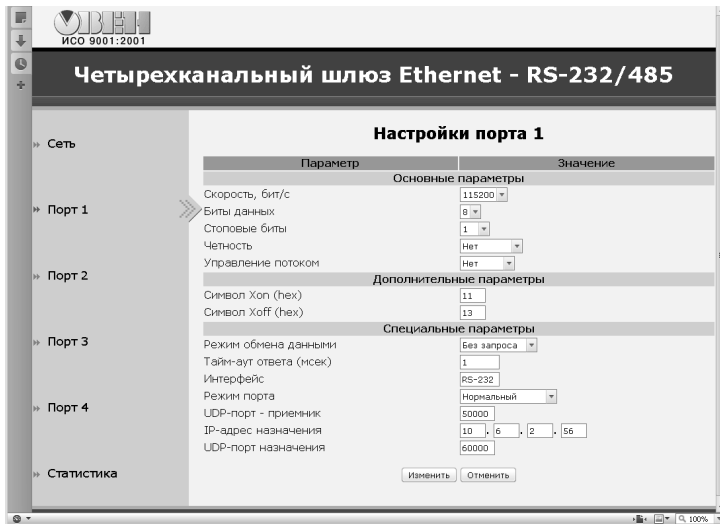 ОВЕН
ИСО 9001:2001
Четырехканальный шлюз Ethernet - RS-232/485
Сеть
Порт 1
Порт 2
Порт 3
Порт 4
Статистика
Настройки порта 1
Параметр Значение
Основные параметры
Скорость, бит/с 115200
Биты данных 8
Стоповые биты 1
Четность Нет
Управление потоком Нет
Дополнительные параметры
Символ Xon (hex) 11
Символ Xoff (hex) 13
Специальные параметры
Режим обмена данными Без запроса
Тайм-аут ответа (мсек) 1
Интерфейс RS-232
Режим порта Нормальный
UDP-порт - приемник 50000
IP-адрес назначения 10 . 6 . 2 . 56
UDP-порт назначения 60000
Изменить Отменить
100%